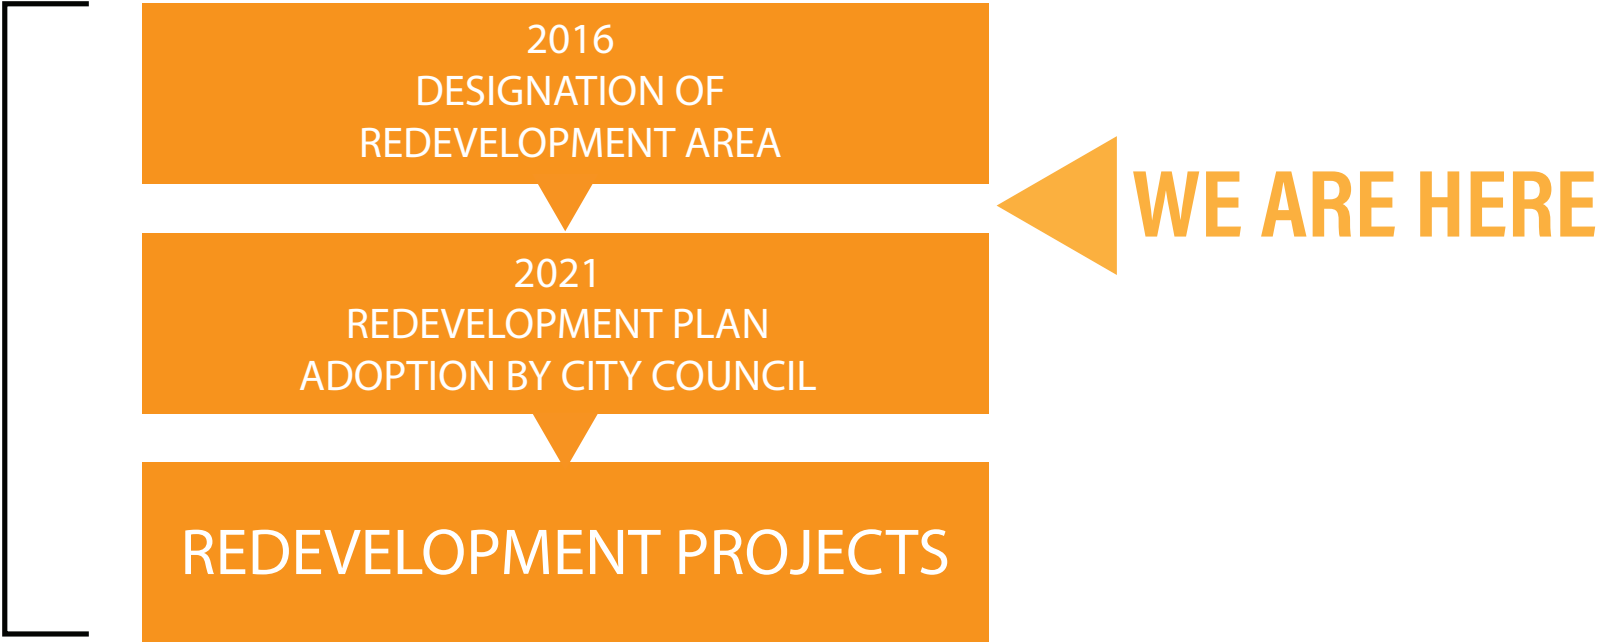 2016
DESIGNATION OF
REDEVELOPMENT AREA
WE ARE HERE
2021
REDEVELOPMENT PLAN
ADOPTION BY CITY COUNCIL
REDEVELOPMENT PROJECTS